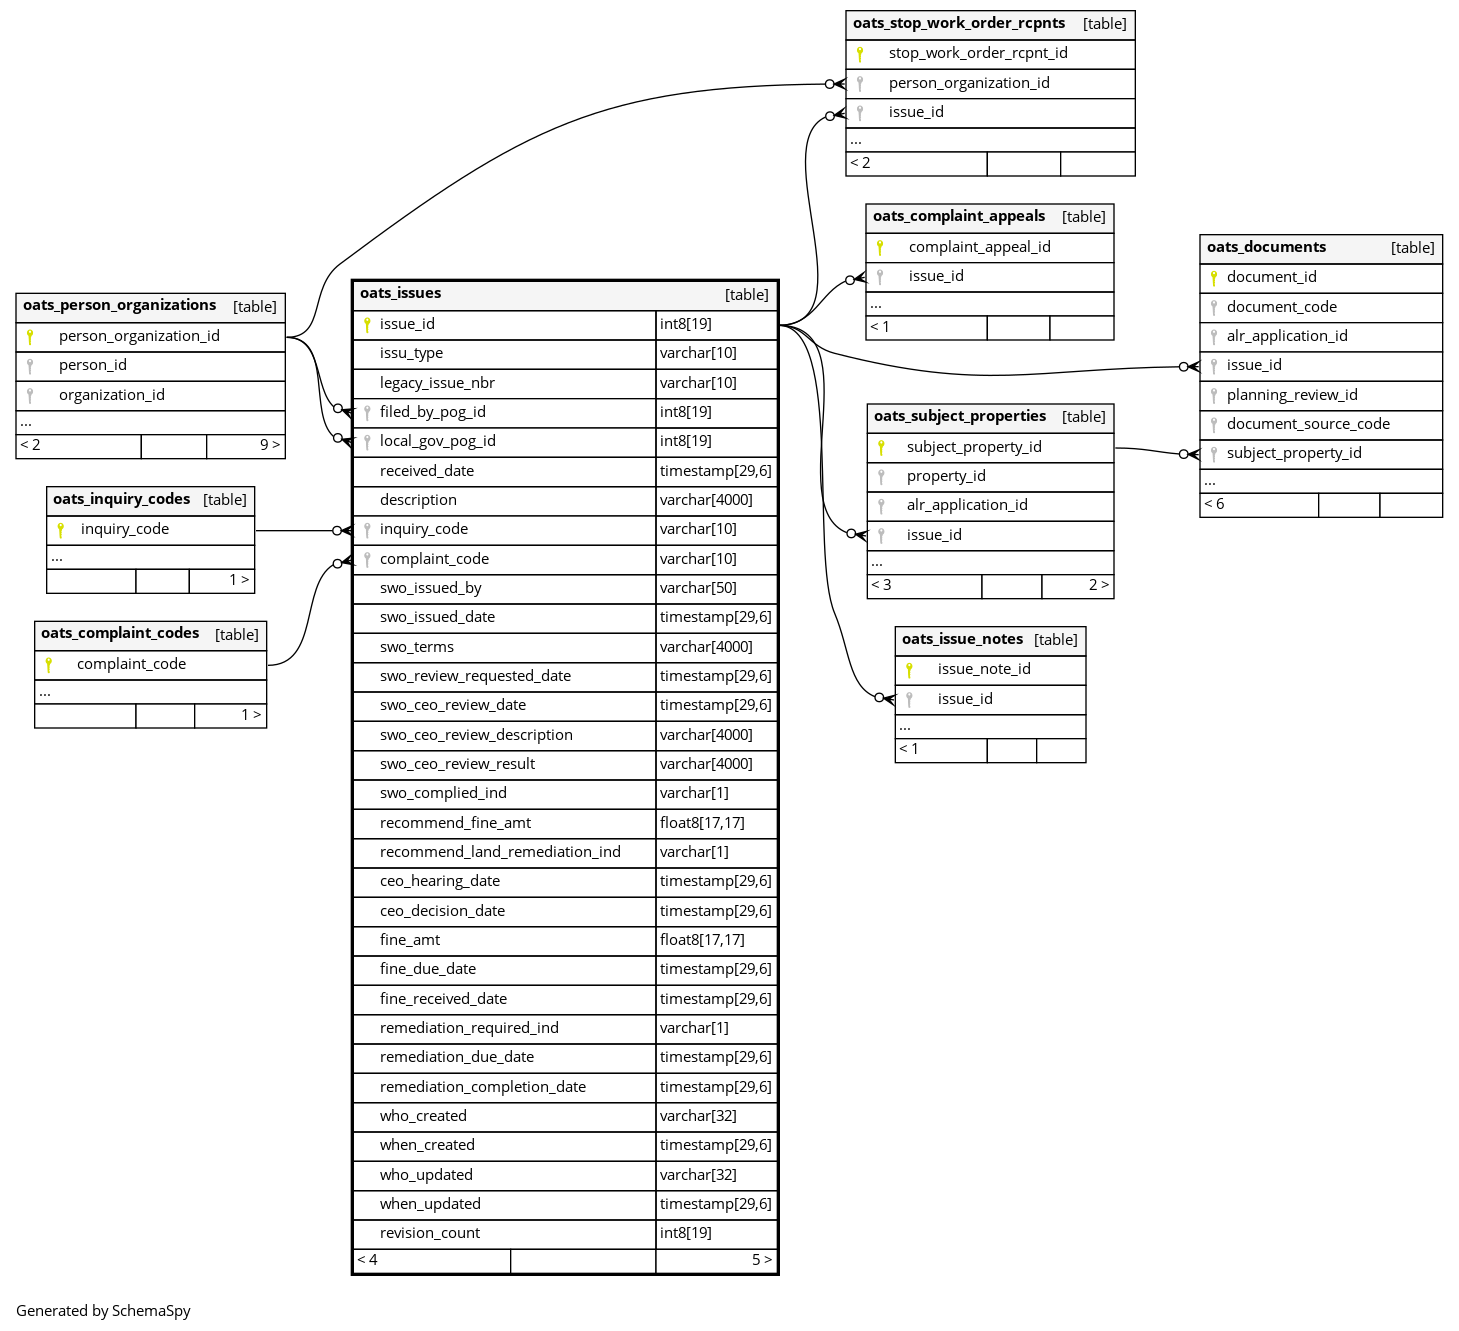 oats_stop_work_order_rcpnts [table]
stop_work_order_rcpnt_id
person_organization_id
issue_id
...
< 2
oats_complaint_appeals [table]
complaint_appeal_id
issue_id
...
< 1
oats_documents [table]
document_id
document_code
alr_application_id
issue_id
planning_review_id
document_source_code
subject_property_id
...
< 6
oats_person_organizations [table]
person_organization_id
person_id
organization_id
...
< 2 9 >
oats_inquiry_codes [table]
inquiry_code
...
1 >
oats_complaint_codes [table]
complaint_code
...
1 >
oats_issues [table]
issue_id int8[19]
issu_type varchar[10]
legacy_issue_nbr varchar[10]
filed_by_pog_id int8[19]
local_gov_pog_id int8[19]
received_date timestamp[29,6]
description varchar[4000]
inquiry_code varchar[10]
complaint_code varchar[10]
swo_issued_by varchar[50]
swo_issued_date timestamp[29,6]
swo_terms varchar[4000]
swo_review_requested_date timestamp[29,6]
swo_ceo_review_date timestamp[29,6]
swo_ceo_review_description varchar[4000]
swo_ceo_review_result varchar[4000]
swo_complied_ind varchar[1]
recommend_fine_amt float8[17,17]
recommend_land_remediation_ind varchar[1]
ceo_hearing_date timestamp[29,6]
ceo_decision_date timestamp[29,6]
fine_amt float8[17,17]
fine_due_date timestamp[29,6]
fine_received_date timestamp[29,6]
remediation_required_ind varchar[1]
remediation_due_date timestamp[29,6]
remediation_completion_date timestamp[29,6]
who_created varchar[32]
when_created timestamp[29,6]
who_updated varchar[32]
when_updated timestamp[29,6]
revision_count int8[19]
< 4 5 >
oats_subject_properties [table]
subject_property_id
property_id
alr_application_id
issue_id
...
< 3 2 >
oats_issue_notes [table]
issue_note_id
issue_id
...
< 1
Generated by SchemaSpy